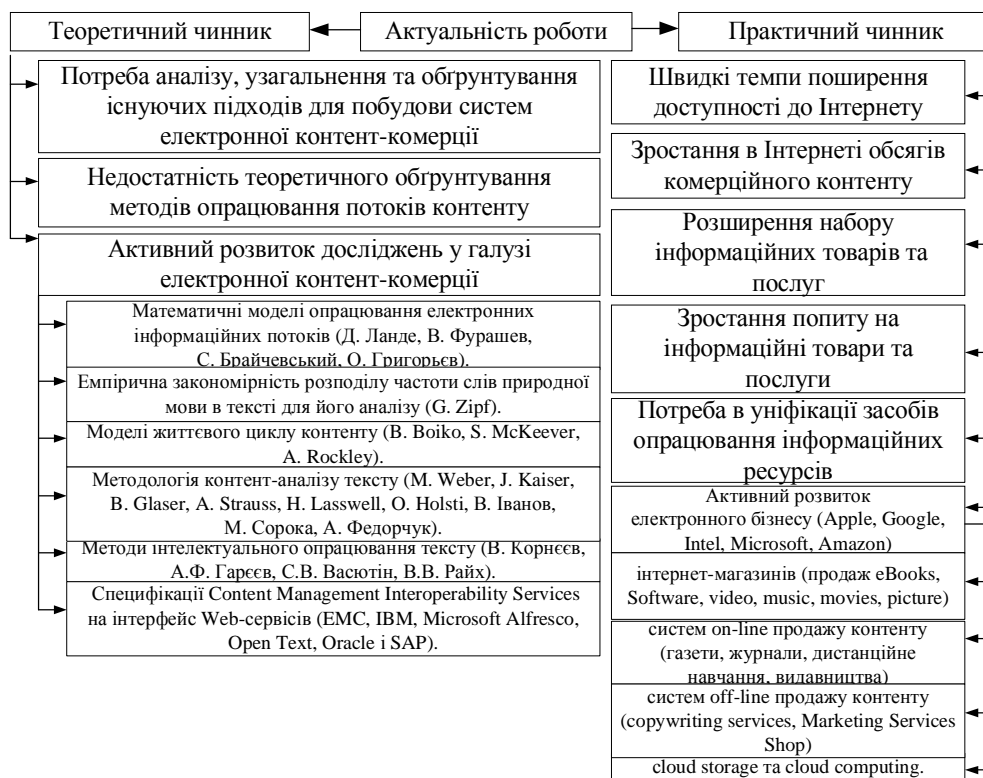 Теоретичний чинник
Актуальність роботи
Практичний чинник
Потреба аналізу, узагальнення та обґрунтування
існуючих підходів для побудови систем
електронної контент-комерції
Недостатність теоретичного обґрунтування
методів опрацювання потоків контенту
Активний розвиток досліджень у галузі
електронної контент-комерції
Математичні моделі опрацювання електронних
інформаційних потоків (Д. Ланде, В. Фурашев,
С. Брайчевський, О. Григорьєв).
Емпірична закономірність розподілу частоти слів природної
мови в тексті для його аналізу (G. Zipf).
Моделі життєвого циклу контенту (B. Boiko, S. McKeever,
A. Rockley).
Методологія контент-аналізу тексту (M. Weber, J. Kaiser,
B. Glaser, A. Strauss, H. Lasswell, O. Holsti, В. Іванов,
М. Сорока, А. Федорчук).
Методи інтелектуального опрацювання тексту (В. Корнєєв,
А.Ф. Гарєєв, С.В. Васютін, В.В. Райх).
Специфікації Content Management Interoperability Services
на інтерфейс Web-сервісів (EMC, IBM, Microsoft Alfresco,
Open Text, Oracle і SAP).
Швидкі темпи поширення
доступності до Інтернету
Зростання в Інтернеті обсягів
комерційного контенту
Розширення набору
інформаційних товарів та
послуг
Зростання попиту на
інформаційні товари та
послуги
Потреба в уніфікації засобів
опрацювання інформаційних
ресурсів
Активний розвиток
електронного бізнесу (Apple, Google,
Intel, Microsoft, Amazon)
інтернет-магазинів (продаж eBooks,
Software, video, music, movies, picture)
систем on-line продажу контенту
(газети, журнали, дистанційне
навчання, видавництва)
систем off-line продажу контенту
(copywriting services, Marketing Services
Shop)
cloud storage та cloud computing.